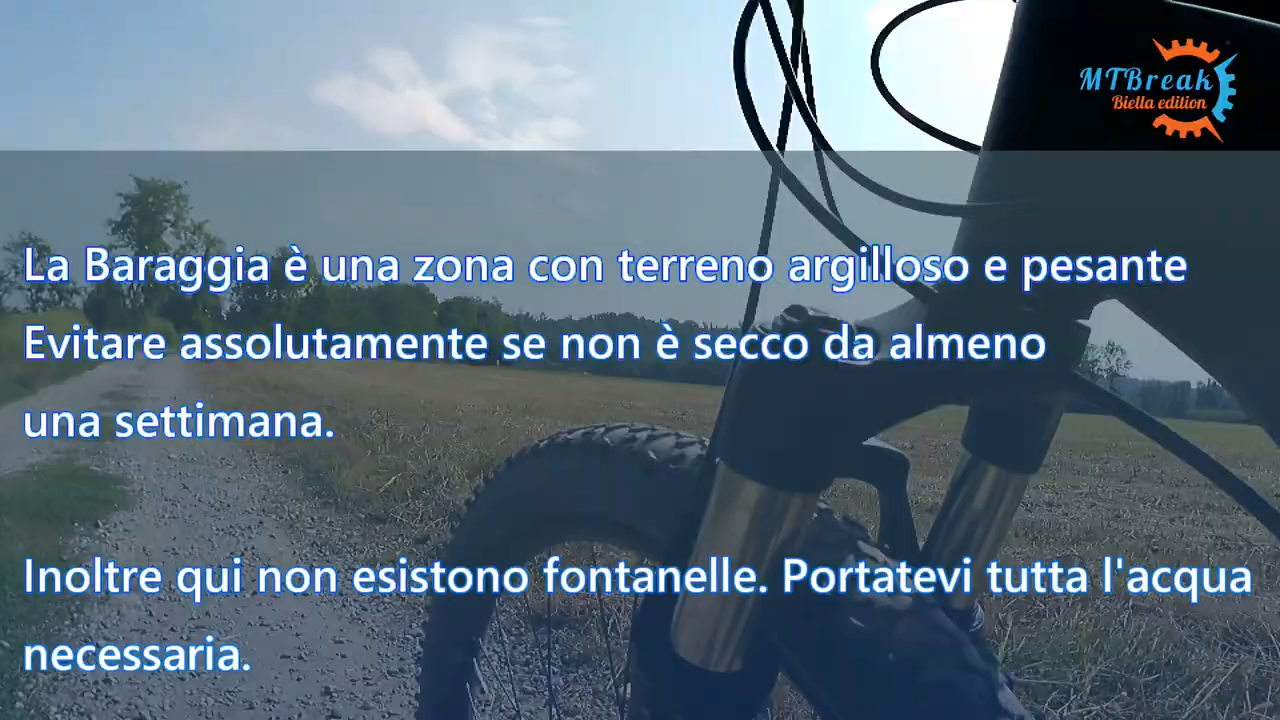 MTBreak
Biella edition
La Baraggia è una zona con terreno argilloso e pesante
Evitare assolutamente se non è secco da almeno
una settimana.
Inoltre qui non esistono fontanelle. Portatevi tutta l'acqua
necessaria.